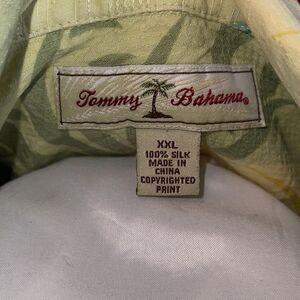 Tommy Bahama®
XXL
100% SILK
MADE IN
CHINA
COPYRIGHTED
PRINT